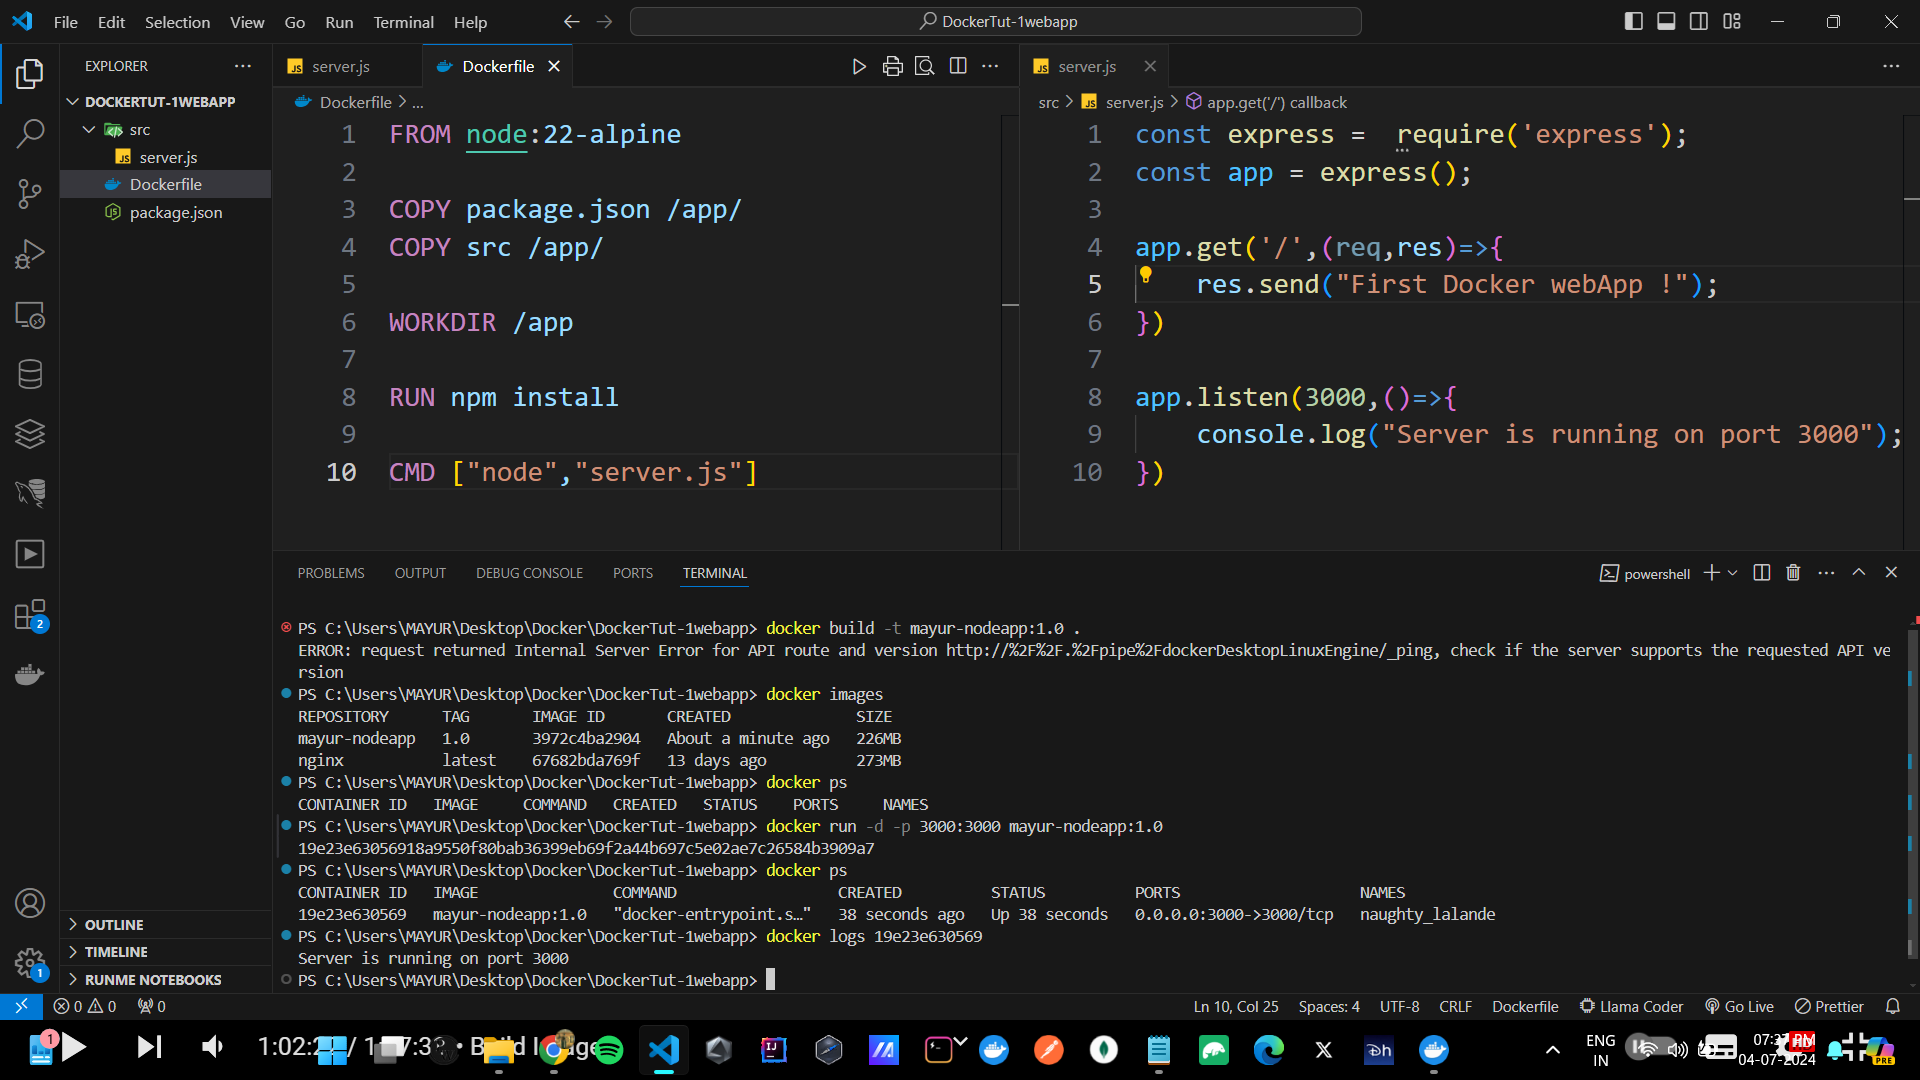 File Edit Selection View Go Run Terminal Help
DockerTut-1webapp
EXPLORER
DOCKERTUT-1WEBAPP
src
server.js
Dockerfile
package.json
OUTLINE
TIMELINE
RUNME NOTEBOOKS
server.js
Dockerfile
Dockerfile > ...
1 FROM node:22-alpine
2
3 COPY package.json /app/
4 COPY src /app/
5
6 WORKDIR /app
7
8 RUN npm install
9
10 CMD ["node","server.js"]
server.js
src > server.js > app.get('/') callback
1 const express =  require('express');
2 const app = express();
3
4 app.get('/',(req,res)=>{
5     res.send("First Docker webApp !");
6 })
7
8 app.listen(3000,()=>{
9     console.log("Server is running on port 3000");
10 })
PROBLEMS OUTPUT DEBUG CONSOLE PORTS TERMINAL
powershell
PS C:\Users\MAYUR\Desktop\Docker\DockerTut-1webapp> docker build -t mayur-nodeapp:1.0 .
ERROR: request returned Internal Server Error for API route and version http://%2F%2F.%2Fpipe%2FdockerDesktopLinuxEngine/_ping, check if the server supports the requested API ve
rsion
PS C:\Users\MAYUR\Desktop\Docker\DockerTut-1webapp> docker images
REPOSITORY TAG IMAGE ID CREATED SIZE
mayur-nodeapp 1.0 3972c4ba2904 About a minute ago 226MB
nginx latest 67682bda769f 13 days ago 273MB
PS C:\Users\MAYUR\Desktop\Docker\DockerTut-1webapp> docker ps
CONTAINER ID IMAGE COMMAND CREATED STATUS PORTS NAMES
PS C:\Users\MAYUR\Desktop\Docker\DockerTut-1webapp> docker run -d -p 3000:3000 mayur-nodeapp:1.0
19e23e63056918a9550f80bab36399eb69f2a44b697c5e02ae7c26584b3909a7
PS C:\Users\MAYUR\Desktop\Docker\DockerTut-1webapp> docker ps
CONTAINER ID IMAGE COMMAND CREATED STATUS PORTS NAMES
19e23e630569 mayur-nodeapp:1.0 "docker-entrypoint.s…" 38 seconds ago Up 38 seconds 0.0.0.0:3000->3000/tcp naughty_lalande
PS C:\Users\MAYUR\Desktop\Docker\DockerTut-1webapp> docker logs 19e23e630569
Server is running on port 3000
PS C:\Users\MAYUR\Desktop\Docker\DockerTut-1webapp>
0 0 0
Ln 10, Col 25 Spaces: 4 UTF-8 CRLF Dockerfile Llama Coder Go Live Prettier
ENG
IN
04-07-2024